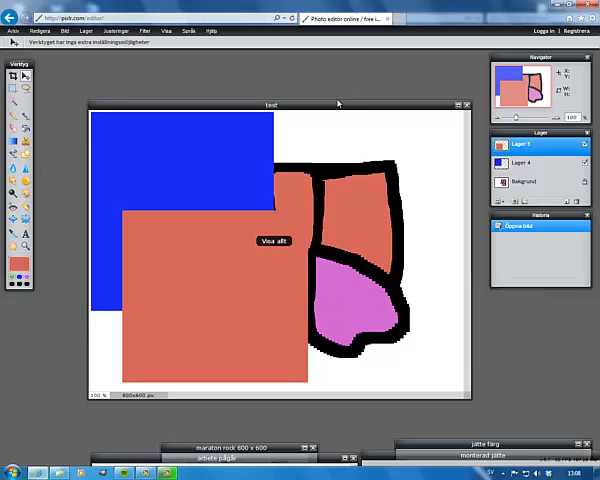 http://pixlr.com/editor/
Photo editor online / free i...
Arkiv Redigera Bild Lager Justeringar Filter Visa Språk Hjälp
Logga in | Registrera
Verktyget har inga extra inställningsmöjligheter
Verktyg
Navigator
X:
Y:
W:
H:
100 %
test
Lager
Lager 5
Lager 4
Bakgrund
Historia
Öppna bild
Visa allt
100 % 800x600 px
maraton rock 800 x 600
arbete pågår
jätte färg
monterad jätte
SV
13:08